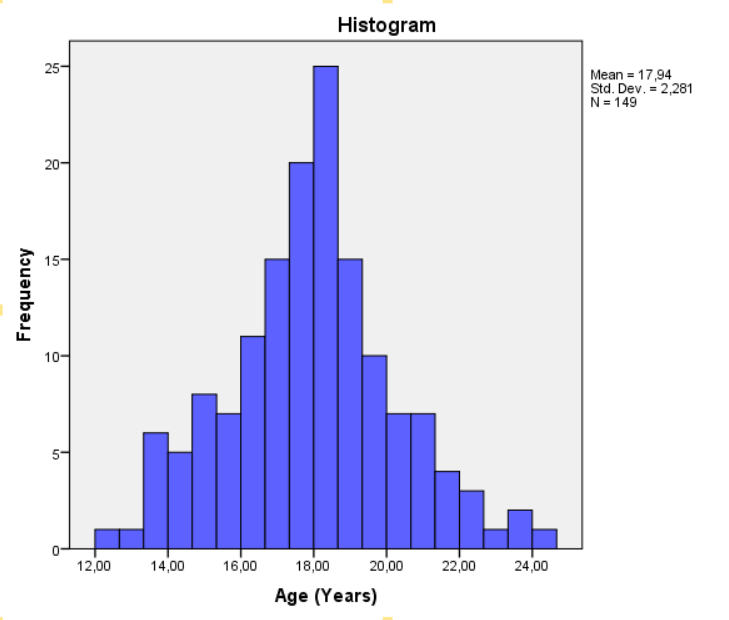 Histogram
Mean = 17,94
Std. Dev. = 2,281
N = 149
25
20
15
10
5
0
Frequency
12,00 14,00 16,00 18,00 20,00 22,00 24,00
Age (Years)